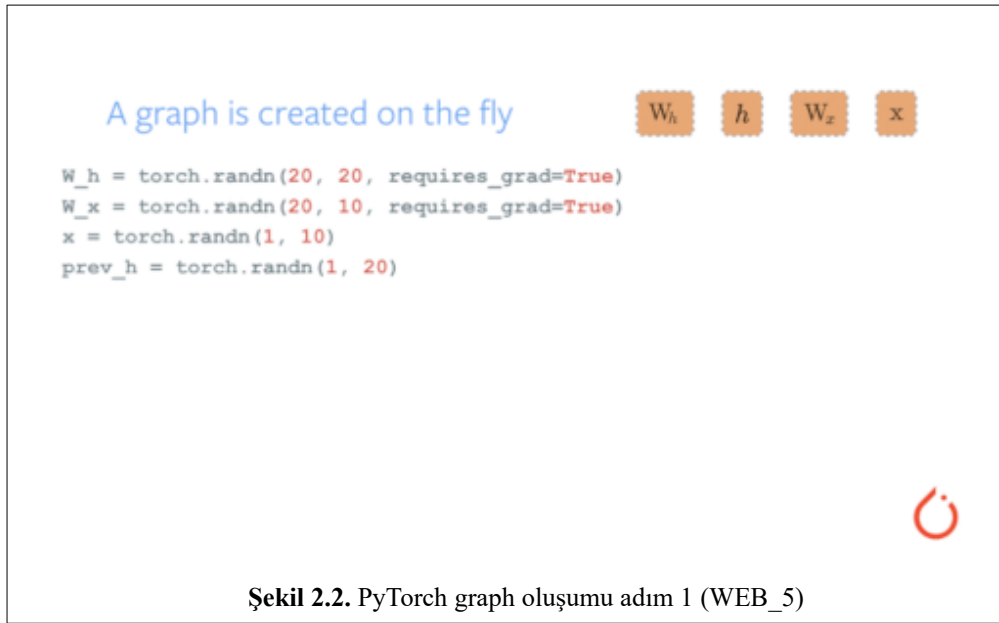 A graph is created on the fly
W_h h W_x x
W_h = torch.randn(20, 20, requires_grad=True)
W_x = torch.randn(20, 10, requires_grad=True)
x = torch.randn(1, 10)
prev_h = torch.randn(1, 20)
Şekil 2.2. PyTorch graph oluşumu adım 1 (WEB_5)